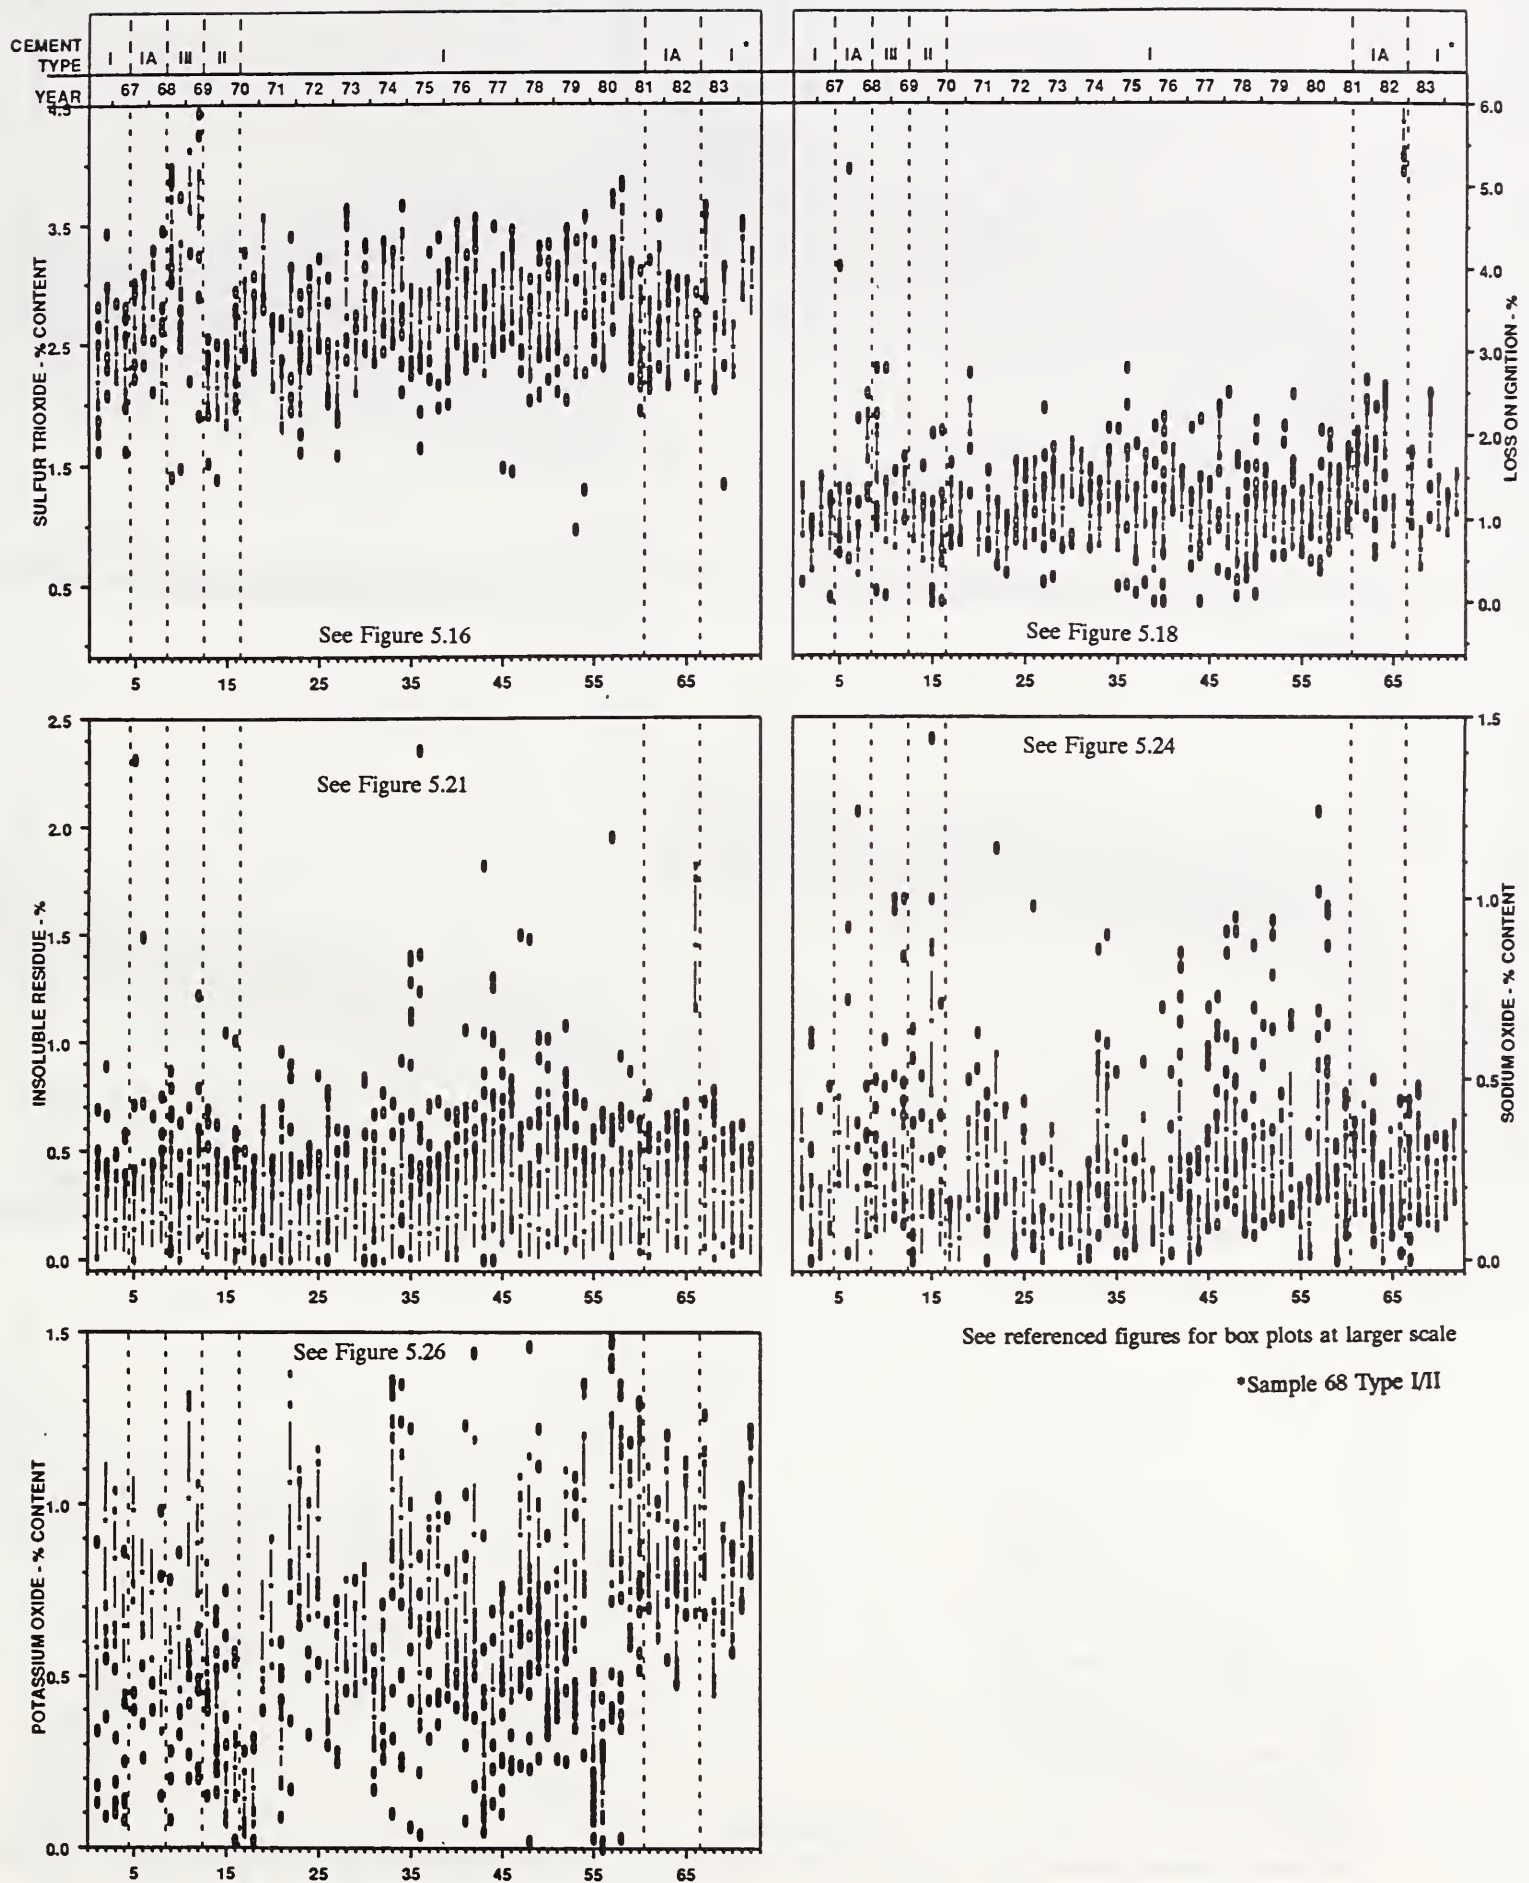 CEMENT TYPE I IA III II I IA I *
I IA III II I IA I *
YEAR 67 68 69 70 71 72 73 74 75 76 77 78 79 80 81 82 83
67 68 69 70 71 72 73 74 75 76 77 78 79 80 81 82 83
SULFUR TRIOXIDE - % CONTENT
4.5
3.5
2.5
1.5
0.5
See Figure 5.16
5 15 25 35 45 55 65
6.0
5.0
4.0
3.0
2.0
1.0
0.0
LOSS ON IGNITION - %
See Figure 5.18
5 15 25 35 45 55 65
INSOLUBLE RESIDUE - %
2.5
2.0
1.5
1.0
0.5
0.0
See Figure 5.21
5 15 25 35 45 55 65
See Figure 5.24
1.5
1.0
0.5
0.0
SODIUM OXIDE - % CONTENT
5 15 25 35 45 55 65
POTASSIUM OXIDE - % CONTENT
1.5
1.0
0.5
0.0
See Figure 5.26
5 15 25 35 45 55 65
See referenced figures for box plots at larger scale
*Sample 68 Type I/II